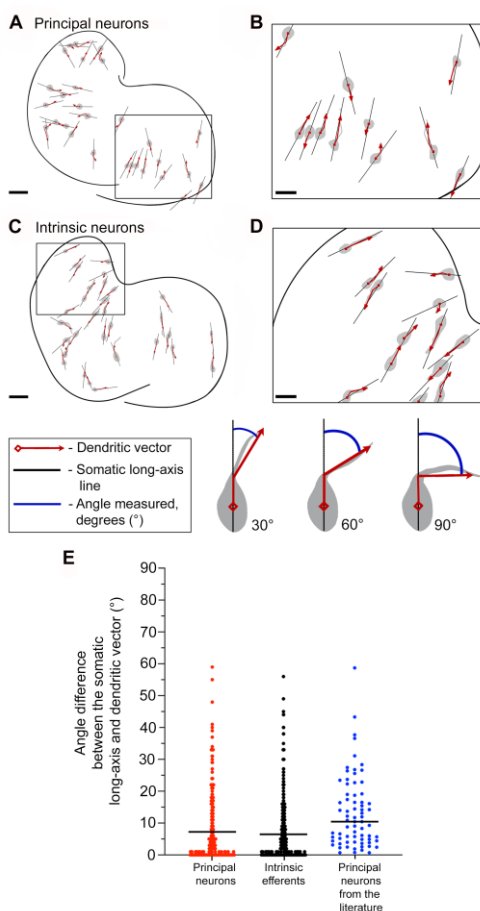 A Principal neurons
B
C Intrinsic neurons
D
- Dendritic vector
- Somatic long-axis
line
- Angle measured,
degrees (°)
30°
60°
90°
E
Angle difference
between the somatic
long-axis and dendritic vector (°)
90
80
70
60
50
40
30
20
10
0
Principal
neurons
Intrinsic
efferents
Principal
neurons
from the
literature